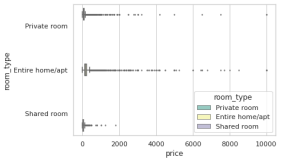 room_type
Private room
Entire home/apt
Shared room
room_type
Private room
Entire home/apt
Shared room
0
2000
4000
6000
8000
10000
price